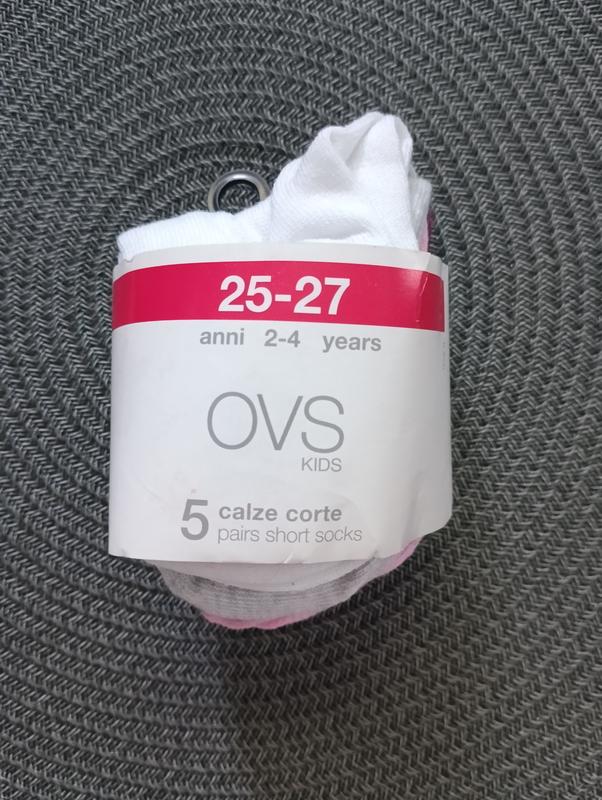 25-27
anni 2-4 years
OVS
KIDS
5 calze corte
pairs short socks